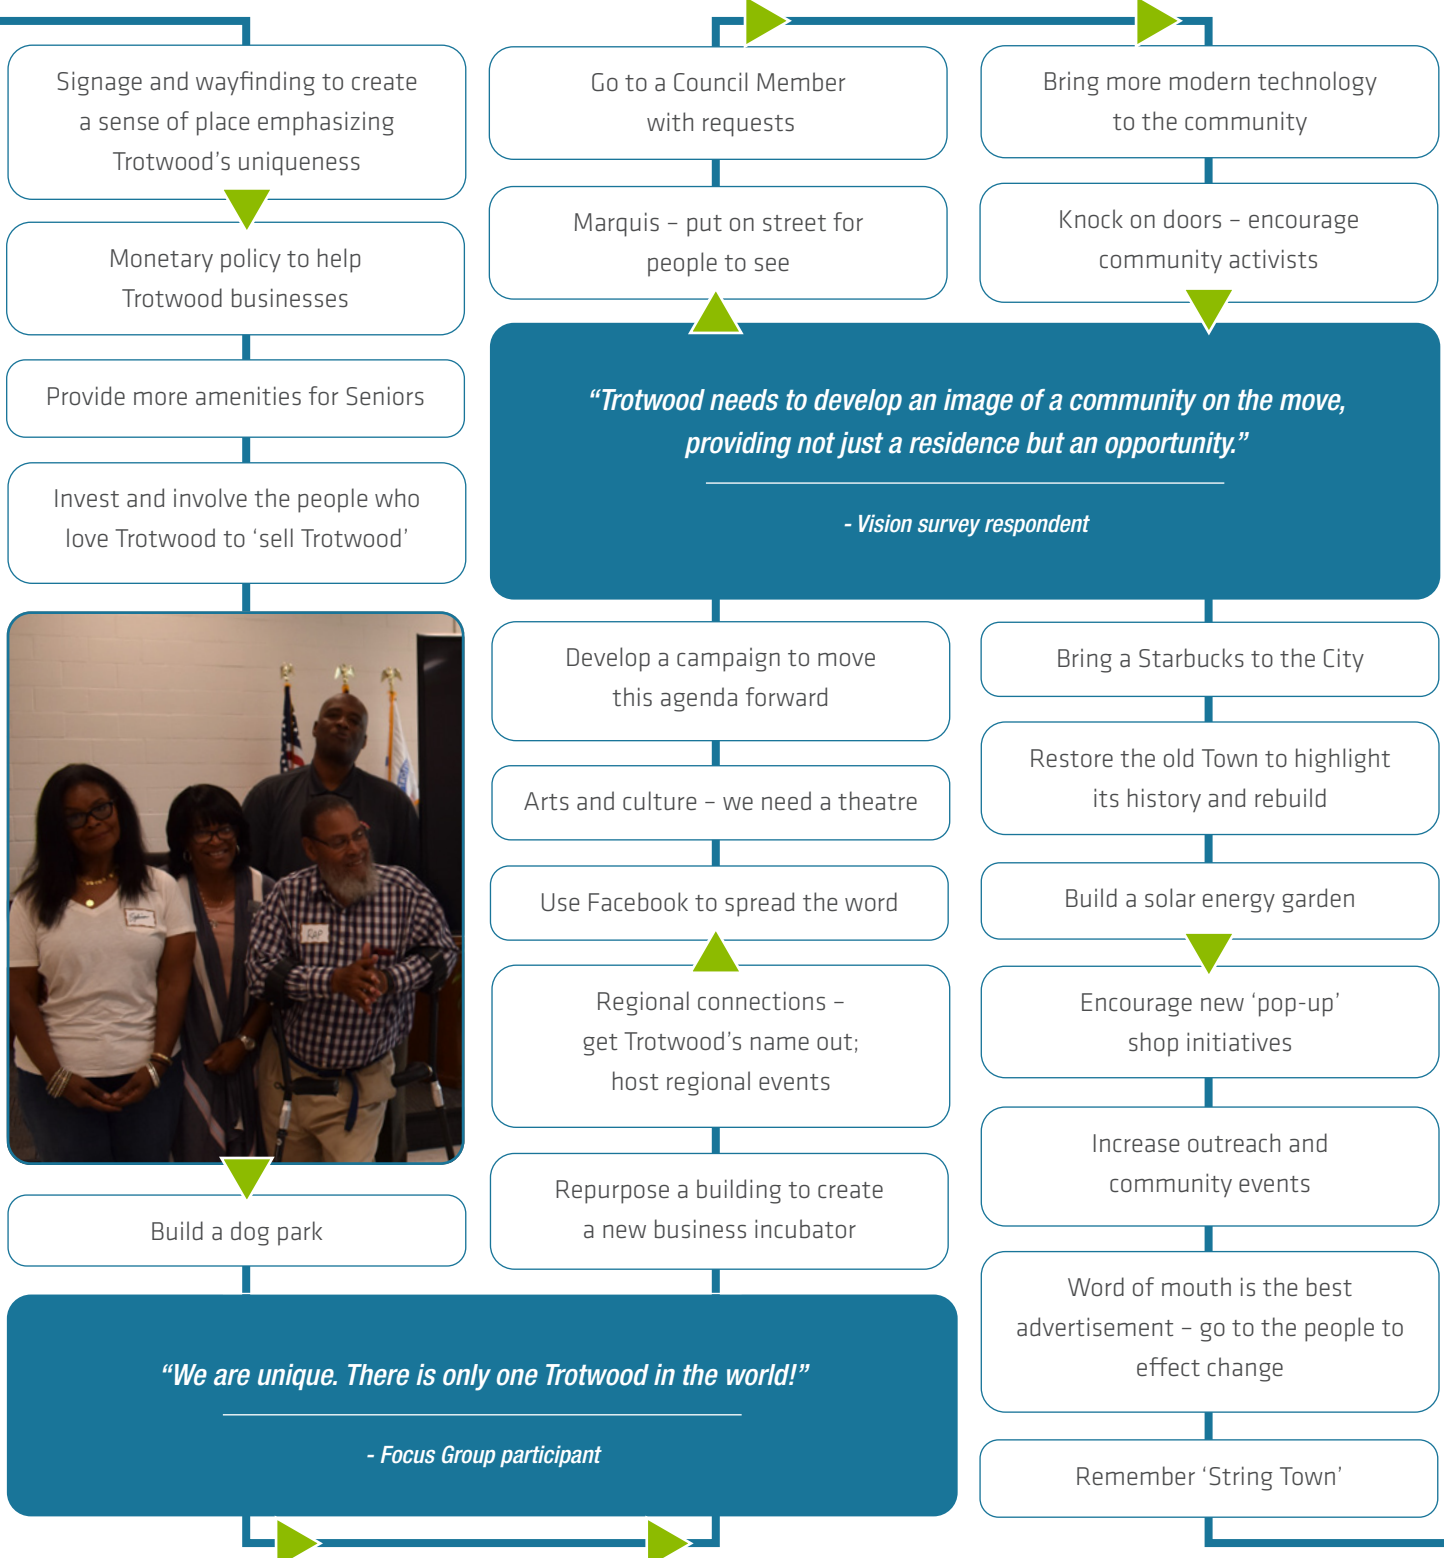 Signage and wayfinding to create
a sense of place emphasizing
Trotwood's uniqueness
Monetary policy to help
Trotwood businesses
Provide more amenities for Seniors
Invest and involve the people who
love Trotwood to ‘sell Trotwood’
RAP
Build a dog park
“We are unique. There is only one Trotwood in the world!”
- Focus Group participant
Repurpose a building to create
a new business incubator
Regional connections –
get Trotwood's name out;
host regional events
Use Facebook to spread the word
Arts and culture – we need a theatre
Develop a campaign to move
this agenda forward
“Trotwood needs to develop an image of a community on the move,
providing not just a residence but an opportunity.”
- Vision survey respondent
Marquis – put on street for
people to see
Go to a Council Member
with requests
Bring more modern technology
to the community
Knock on doors – encourage
community activists
Bring a Starbucks to the City
Restore the old Town to highlight
its history and rebuild
Build a solar energy garden
Encourage new ‘pop-up’
shop initiatives
Increase outreach and
community events
Word of mouth is the best
advertisement – go to the people to
effect change
Remember ‘String Town’